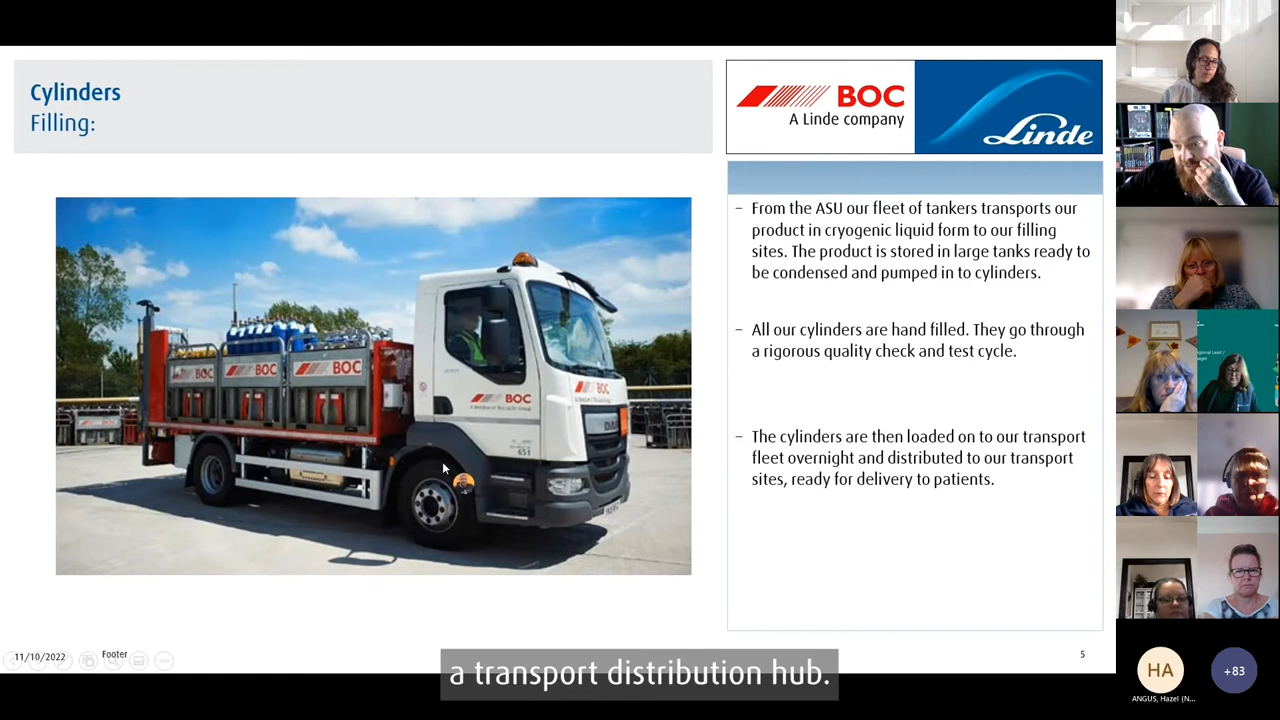 Cylinders
Filling:
BOC
A Linde company
Linde
– From the ASU our fleet of tankers transports our
product in cryogenic liquid form to our filling
sites. The product is stored in large tanks ready to
be condensed and pumped in to cylinders.
– All our cylinders are hand filled. They go through
a rigorous quality check and test cycle.
– The cylinders are then loaded on to our transport
fleet overnight and distributed to our transport
sites, ready for delivery to patients.
BOC
BOC
BOC
BOC
BOC
DAF
651
11/10/2022
Footer
5
a transport distribution hub.
HA
+83
ANGUS, Hazel (N...